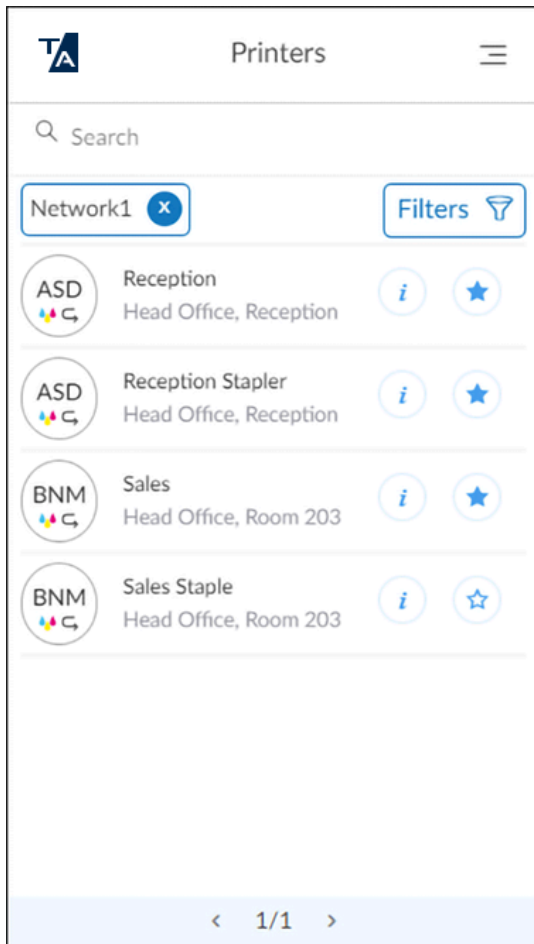 TA
Printers
Search
Network1 x
Filters
ASD
Reception
Head Office, Reception
i
ASD
Reception Stapler
Head Office, Reception
i
BNM
Sales
Head Office, Room 203
i
BNM
Sales Staple
Head Office, Room 203
i
< 1/1 >